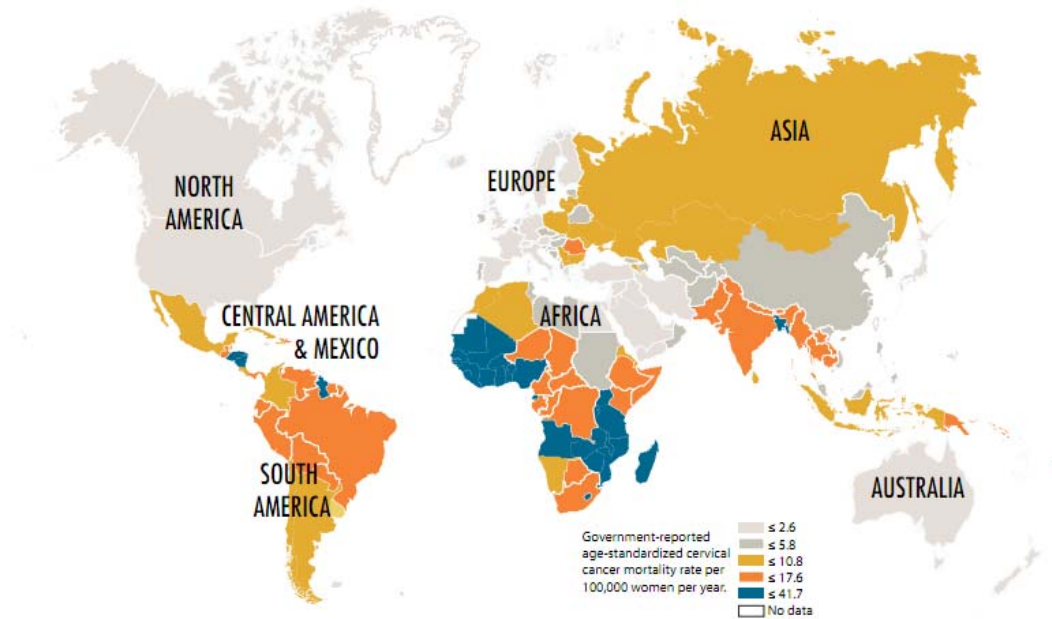 ASIA
EUROPE
NORTH
AMERICA
CENTRAL AMERICA
& MEXICO
AFRICA
SOUTH
AMERICA
AUSTRALIA
Government-reported
age-standardized cervical
cancer mortality rate per
100,000 women per year.
≤ 2.6
≤ 5.8
≤ 10.8
≤ 17.6
≤ 41.7
No data